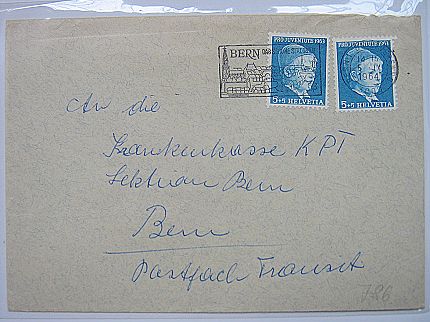 BERN
PRO JUVENTUTE 1963
5+5 HELVETIA
PRO JUVENTUTE 1963
5+5 HELVETIA
1964
An die
Krankenkasse KPT
Sektion Bern
Bern
Postfach Transit